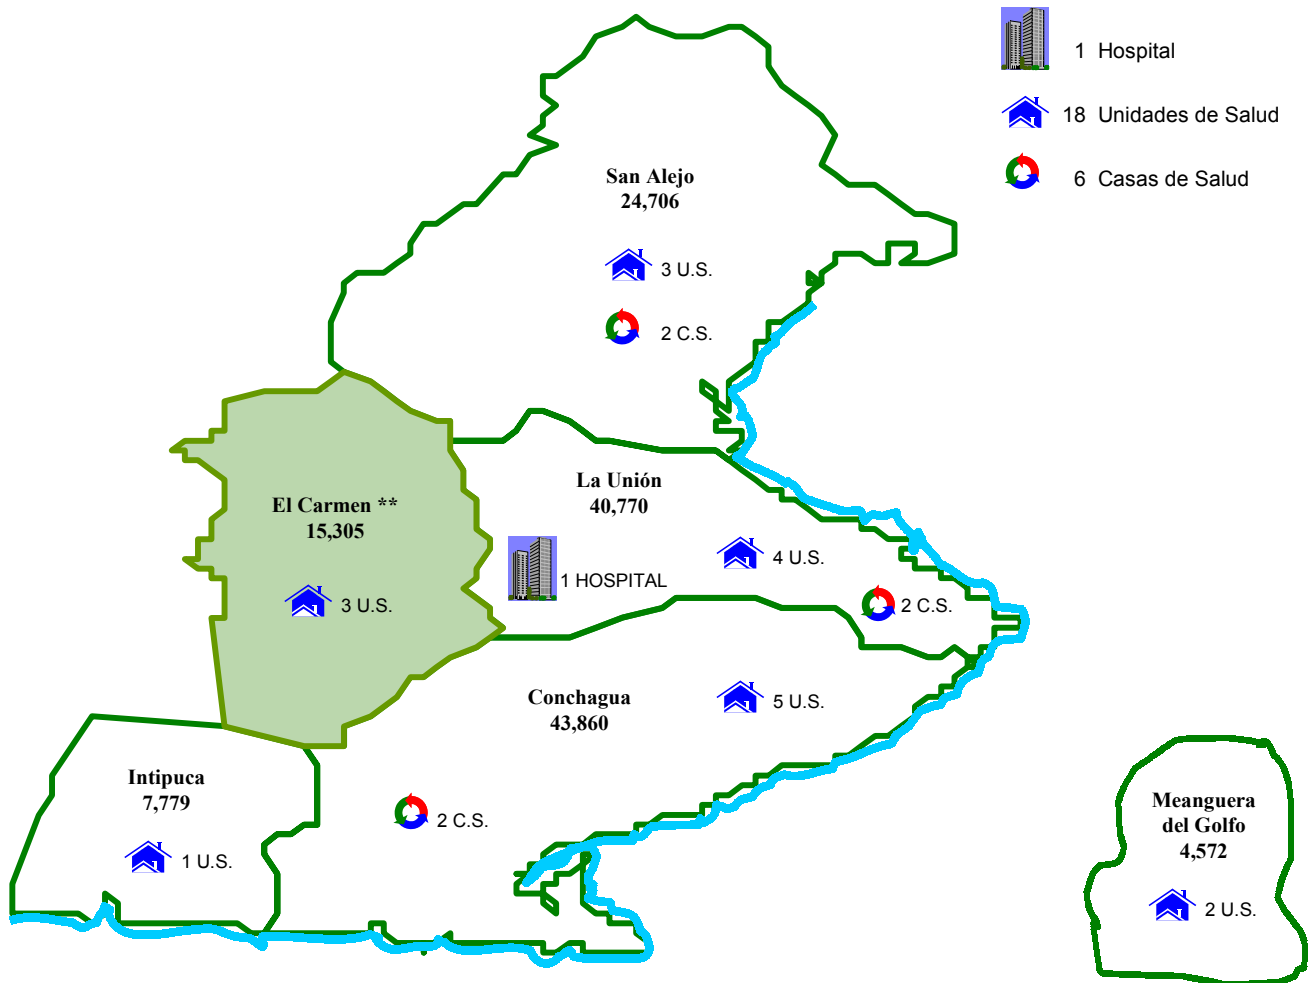 1 Hospital
18 Unidades de Salud
6 Casas de Salud
San Alejo
24,706
3 U.S.
2 C.S.
La Unión
40,770
El Carmen **
15,305
3 U.S.
1 HOSPITAL
4 U.S.
2 C.S.
Conchagua
43,860
5 U.S.
2 C.S.
Intipuca
7,779
1 U.S.
Meanguera
del Golfo
4,572
2 U.S.